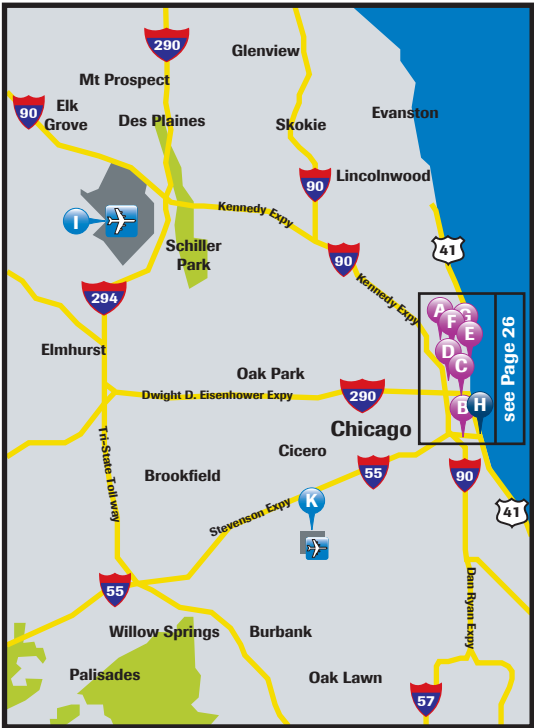 290
Glenview
Mt Prospect
90
Elk
Grove
Des Plaines
Skokie
Evanston
Lincolnwood
90
Kennedy Expy
I
Schiller
Park
41
90
Kennedy Expy
294
A
G
F
E
D
C
B
H
see Page 26
Elmhurst
Oak Park
Dwight D. Eisenhower Expy
290
Chicago
Tri-State Toll way
Cicero
55
90
Brookfield
K
Stevenson Expy
41
Dan Ryan Expy
55
Willow Springs
Burbank
Palisades
Oak Lawn
57